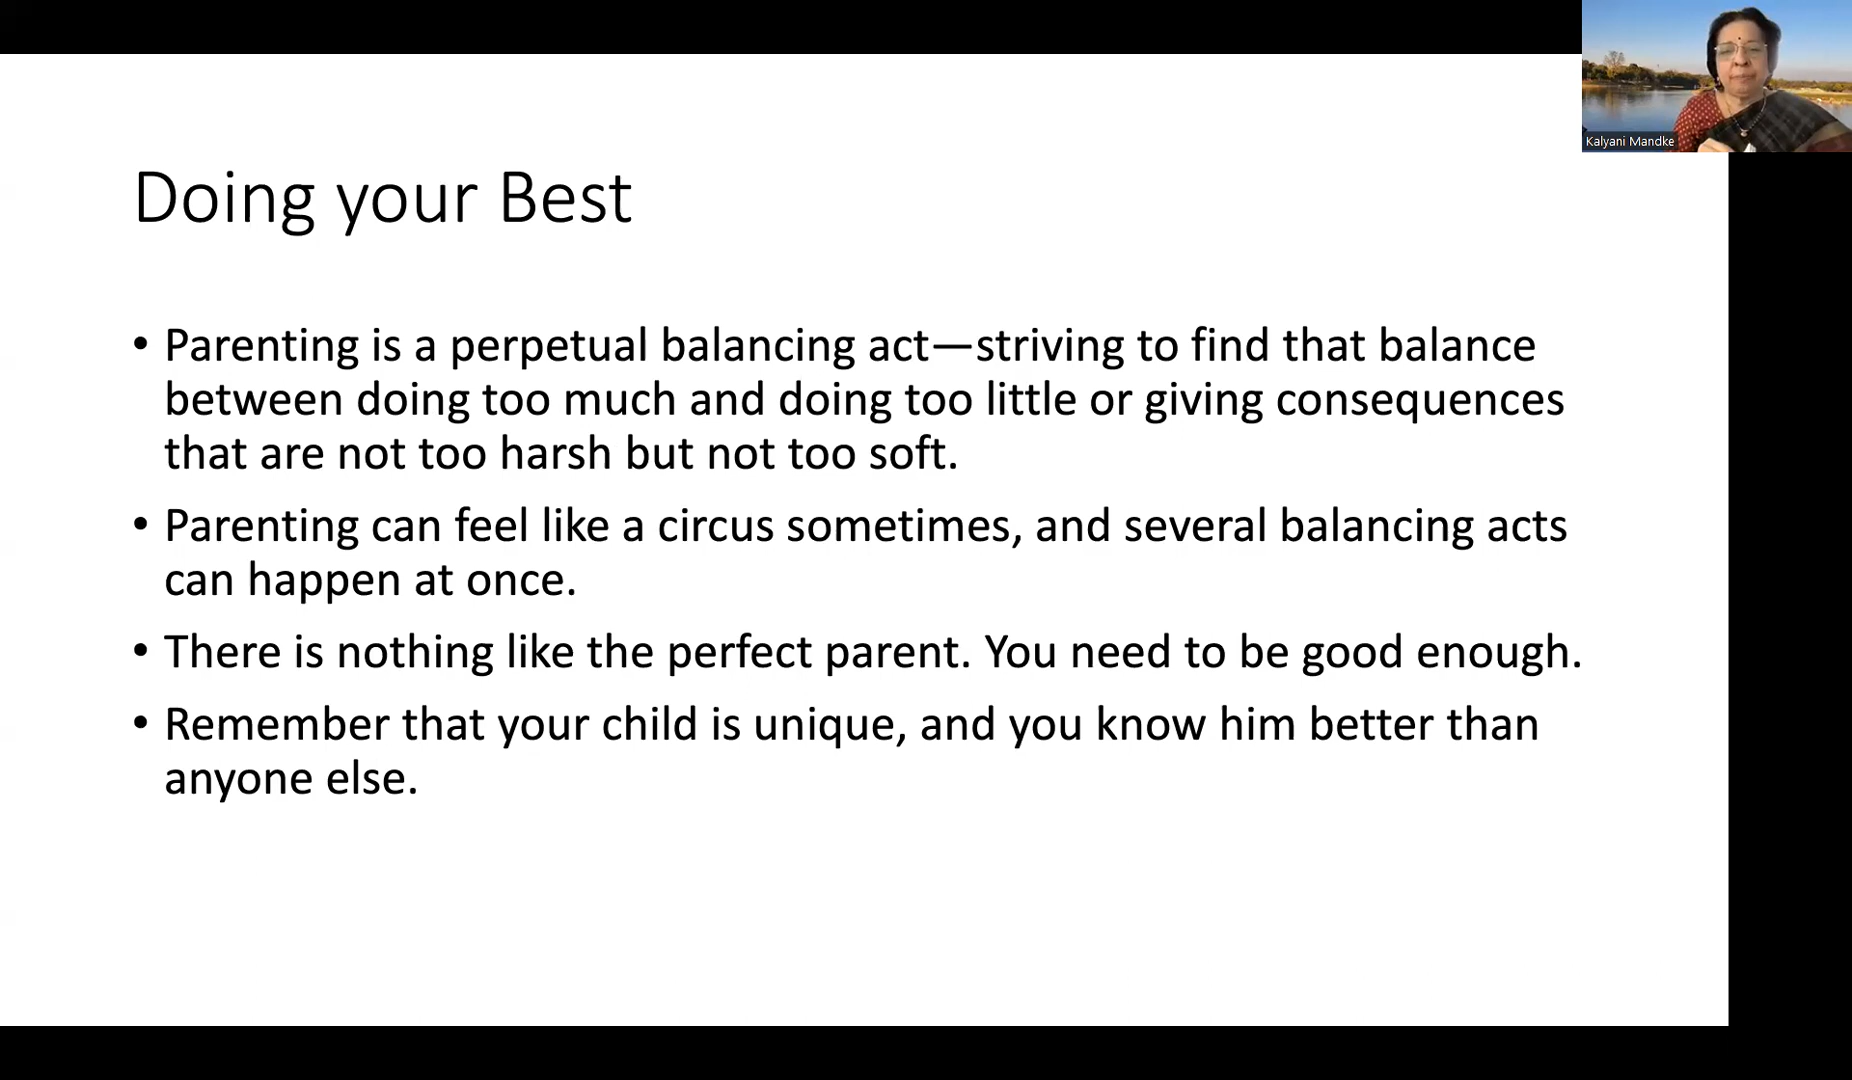 Kalyani Mandke
Doing your Best
• Parenting is a perpetual balancing act—striving to find that balance
between doing too much and doing too little or giving consequences
that are not too harsh but not too soft.
• Parenting can feel like a circus sometimes, and several balancing acts
can happen at once.
• There is nothing like the perfect parent. You need to be good enough.
• Remember that your child is unique, and you know him better than
anyone else.